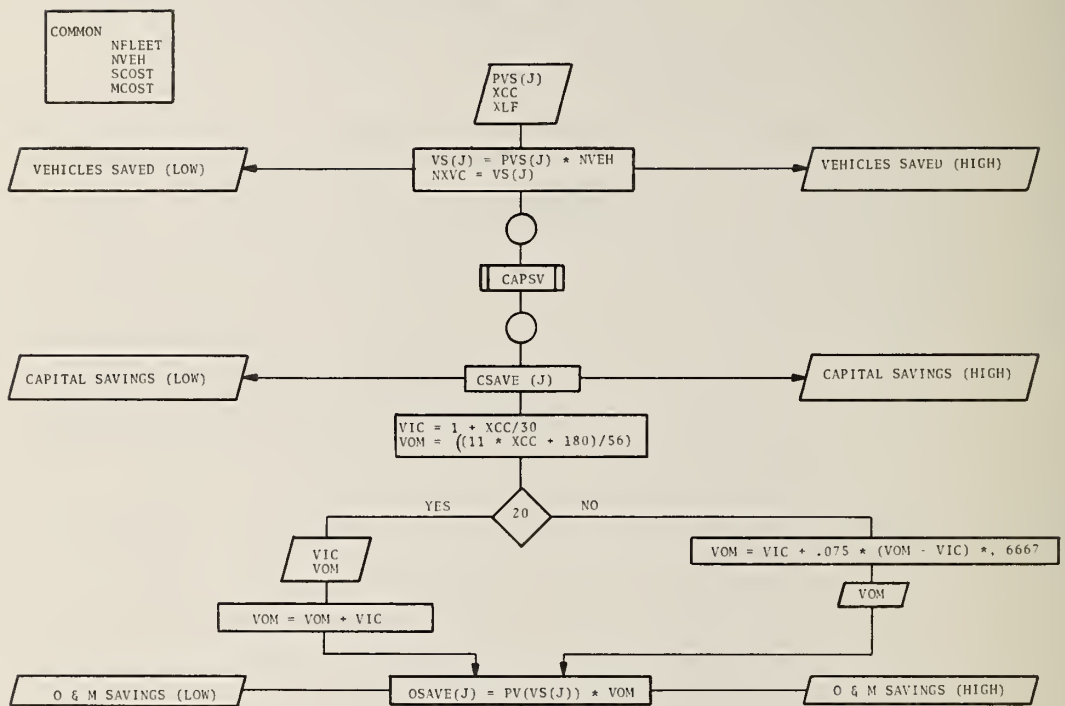 COMMON
NFLEET
NVEH
SCOST
MCOST
PVS(J)
XCC
XLF
VEHICLES SAVED (LOW)
VS(J) = PVS(J) * NVEH
NXVC = VS(J)
VEHICLES SAVED (HIGH)
CAPSV
CAPITAL SAVINGS (LOW)
CSAVE (J)
CAPITAL SAVINGS (HIGH)
VIC = 1 + XCC/30
VOM = ((11 * XCC + 180)/56)
YES
20
NO
VIC
VOM
VOM = VIC + .075 * (VOM - VIC) *, 6667
VOM
VOM = VOM + VIC
O & M SAVINGS (LOW)
OSAVE(J) = PV(VS(J)) * VOM
O & M SAVINGS (HIGH)